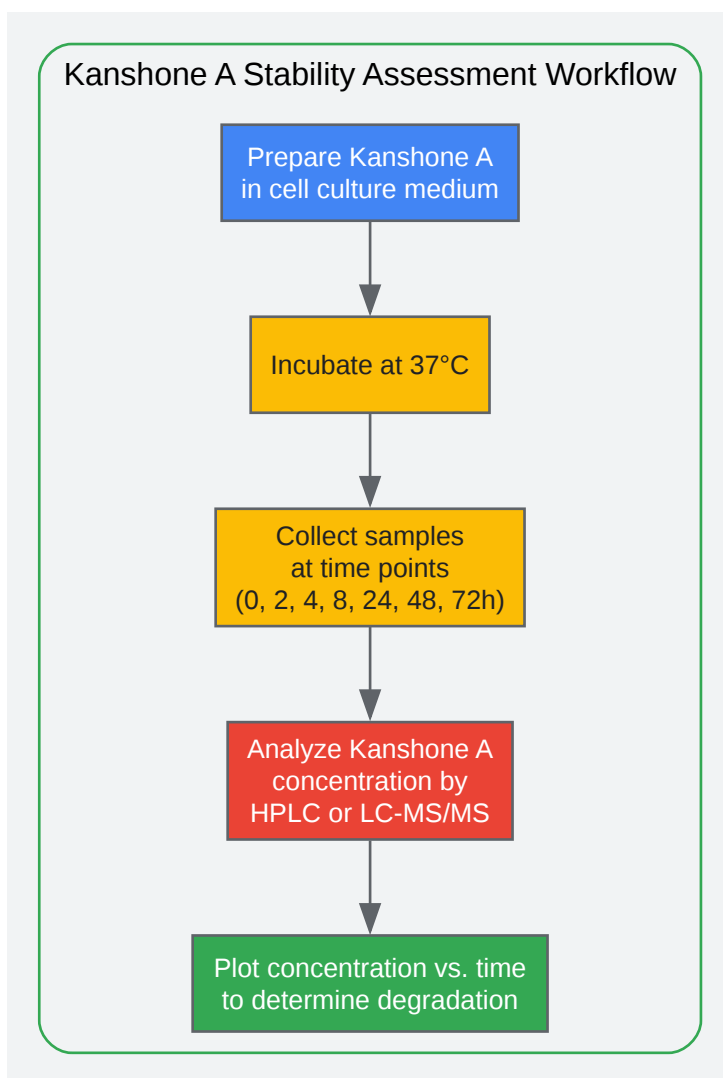 Kanshone A Stability Assessment Workflow
Prepare Kanshone A
in cell culture medium
Incubate at 37°C
Collect samples
at time points
(0, 2, 4, 8, 24, 48, 72h)
Analyze Kanshone A
concentration by
HPLC or LC-MS/MS
Plot concentration vs. time
to determine degradation